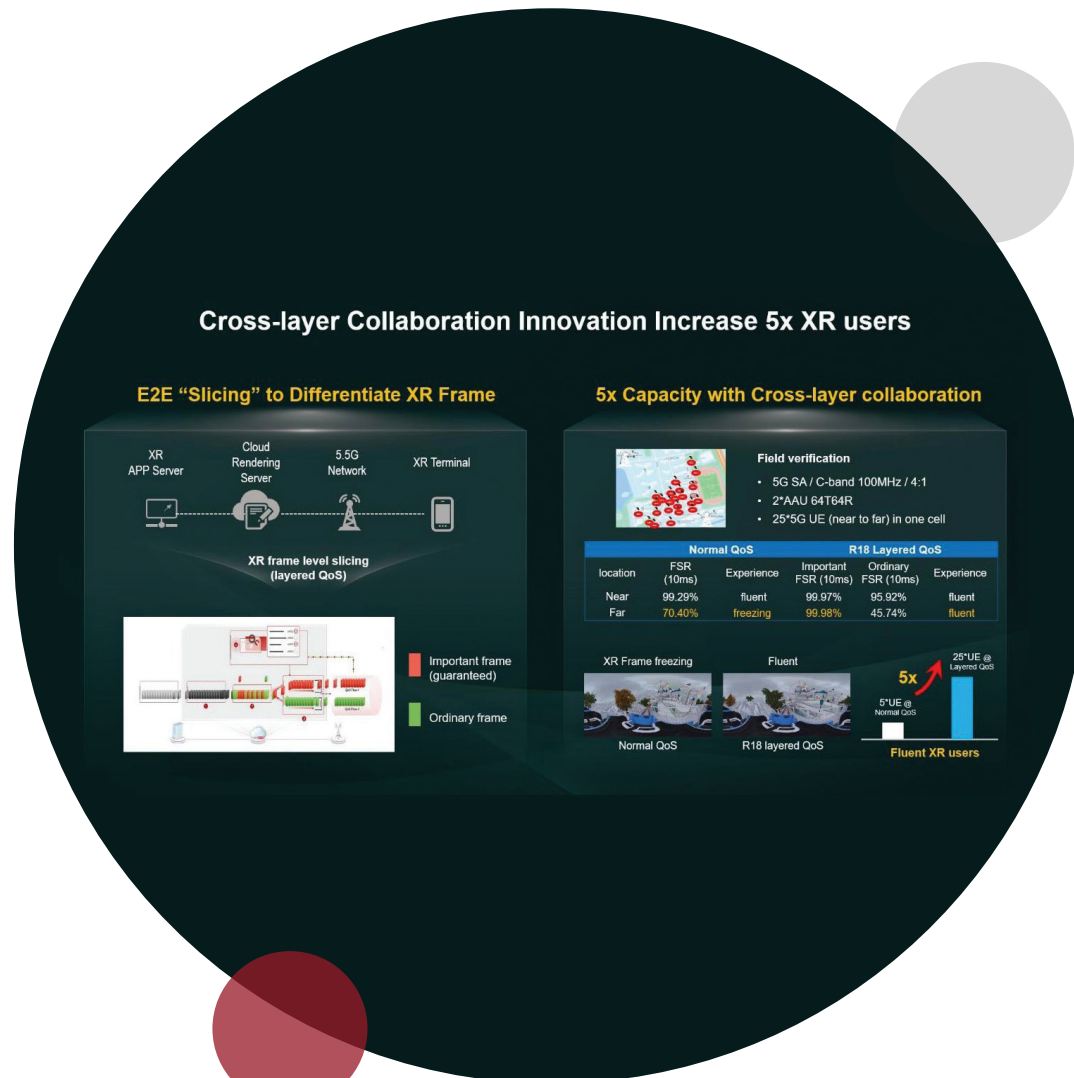 Cross-layer Collaboration Innovation Increase 5x XR users
E2E “Slicing” to Differentiate XR Frame
XR
APP Server
Cloud
Rendering
Server
5.5G
Network
XR Terminal
XR frame level slicing
(layered QoS)
Important frame
(guaranteed)
Ordinary frame
5x Capacity with Cross-layer collaboration
Field verification
• 5G SA / C-band 100MHz / 4:1
• 2*AAU 64T64R
• 25*5G UE (near to far) in one cell
Normal QoS R18 Layered QoS
location FSR (10ms) Experience Important FSR (10ms) Ordinary FSR (10ms) Experience
Near 99.29% fluent 99.97% 95.92% fluent
Far 70.40% freezing 99.98% 45.74% fluent
XR Frame freezing
Normal QoS
Fluent
R18 layered QoS
5x
5*UE @
Normal QoS
25*UE @
Layered QoS
Fluent XR users